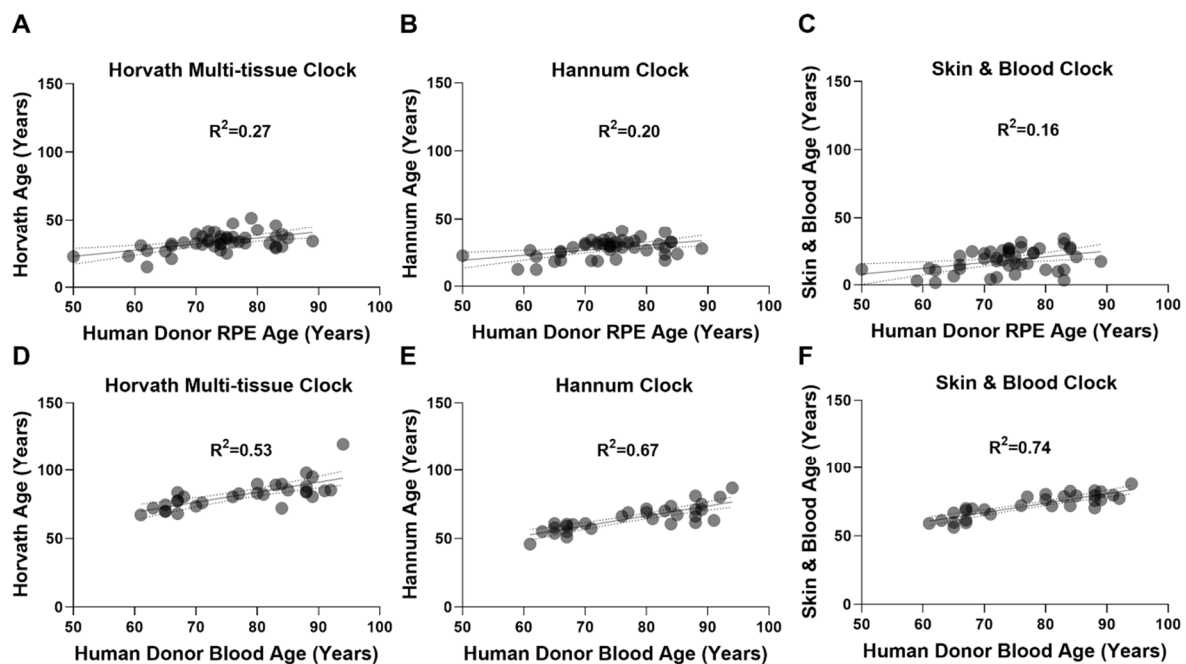 A
Horvath Multi-tissue Clock
R²=0.27
Horvath Age (Years)
150
100
50
0
50 60 70 80 90 100
Human Donor RPE Age (Years)
B
Hannum Clock
R²=0.20
Hannum Age (Years)
150
100
50
0
50 60 70 80 90 100
Human Donor RPE Age (Years)
C
Skin & Blood Clock
R²=0.16
Skin & Blood Age (Years)
150
100
50
0
50 60 70 80 90 100
Human Donor RPE Age (Years)
D
Horvath Multi-tissue Clock
R²=0.53
Horvath Age (Years)
150
100
50
0
50 60 70 80 90 100
Human Donor Blood Age (Years)
E
Hannum Clock
R²=0.67
Hannum Age (Years)
150
100
50
0
50 60 70 80 90 100
Human Donor Blood Age (Years)
F
Skin & Blood Clock
R²=0.74
Skin & Blood Age (Years)
150
100
50
0
50 60 70 80 90 100
Human Donor Blood Age (Years)